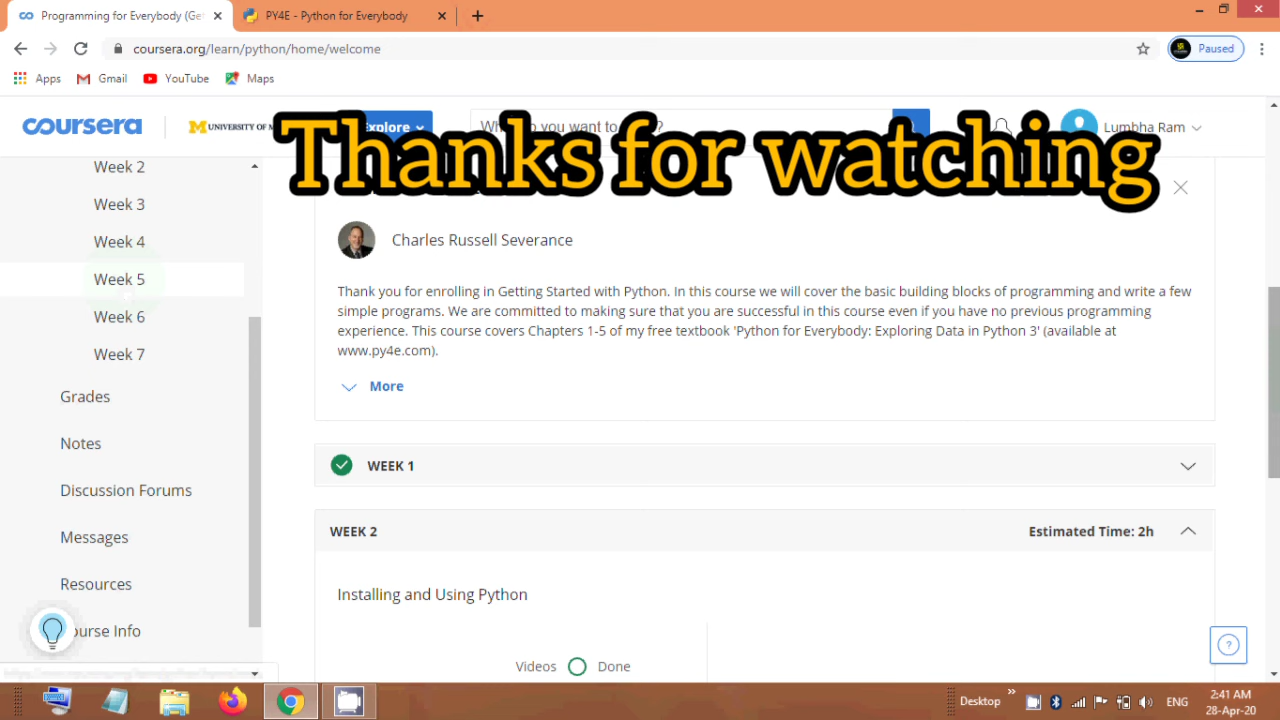 Programming for Everybody (Ge
PY4E - Python for Everybody
coursera.org/learn/python/home/welcome
Paused
Apps
Gmail
YouTube
Maps
coursera
M UNIVERSITY OF M
Explore
Thanks for watching
Lumbha Ram
Week 2
Week 3
Week 4
Week 5
Week 6
Week 7
Grades
Notes
Discussion Forums
Messages
Resources
ourse Info
Charles Russell Severance
Thank you for enrolling in Getting Started with Python. In this course we will cover the basic building blocks of programming and write a few
simple programs. We are committed to making sure that you are successful in this course even if you have no previous programming
experience. This course covers Chapters 1-5 of my free textbook 'Python for Everybody: Exploring Data in Python 3' (available at
www.py4e.com).
More
WEEK 1
WEEK 2
Estimated Time: 2h
Installing and Using Python
Videos
Done
Desktop
ENG
2:41 AM
28-Apr-20